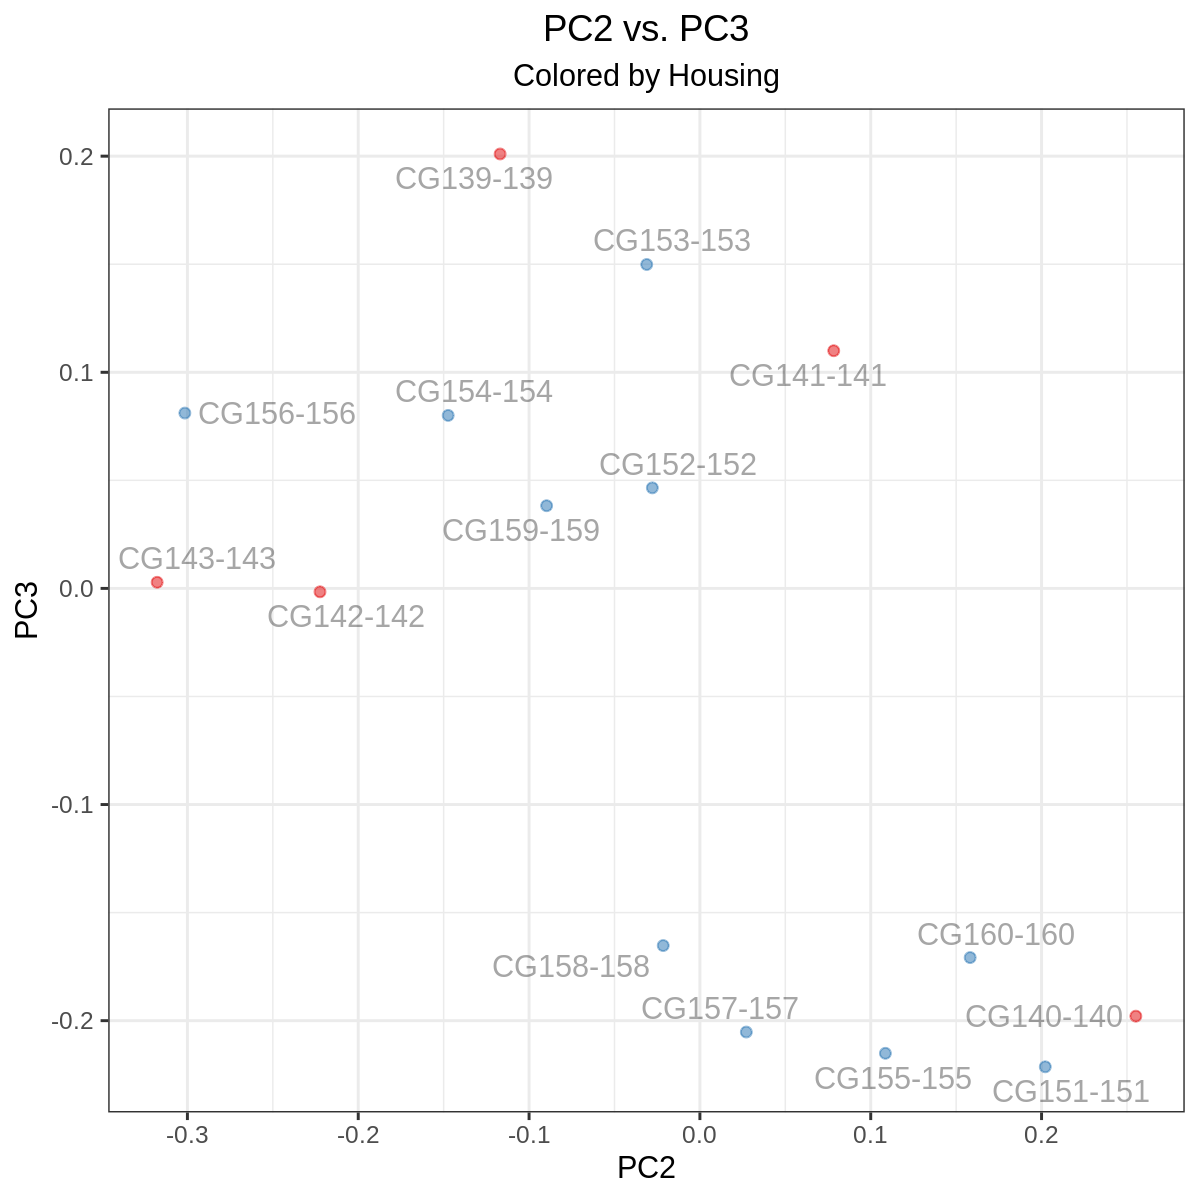 PC2 vs. PC3
Colored by Housing
0.2
CG139-139
CG153-153
0.1
CG141-141
CG154-154
CG156-156
CG152-152
CG159-159
CG143-143
0.0
CG142-142
PC3
-0.1
CG160-160
CG158-158
CG157-157
CG140-140
-0.2
CG155-155
CG151-151
-0.3 -0.2 -0.1 0.0 0.1 0.2
PC2